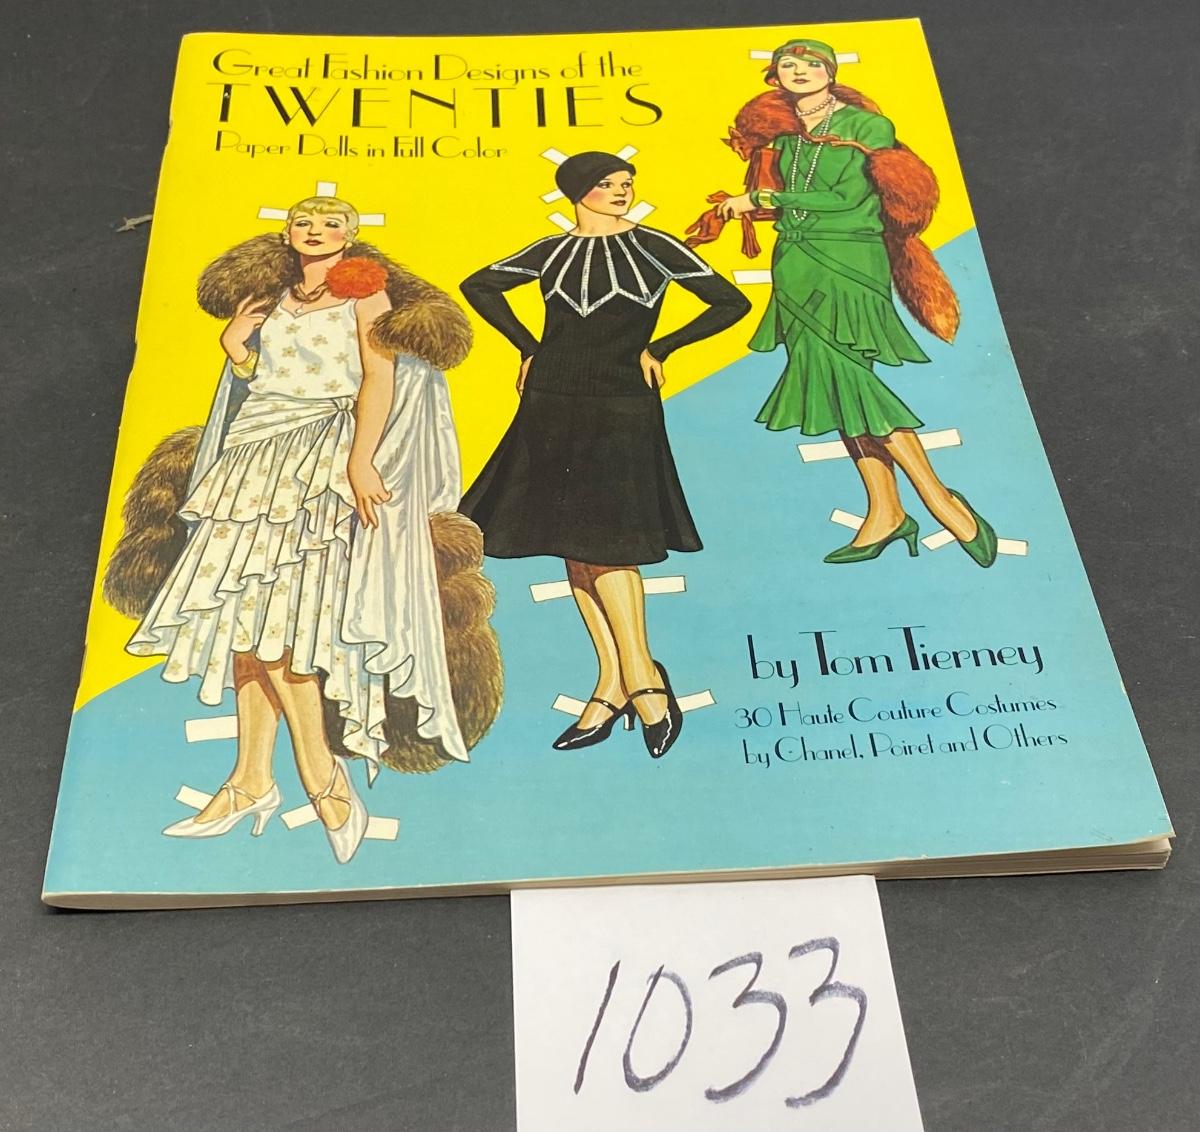 Great Fashion Designs of the
TWENTIES
Paper Dolls in Full Color
by Tom Tierney
30 Haute Couture Costumes
by Chanel, Poiret and Others
1033